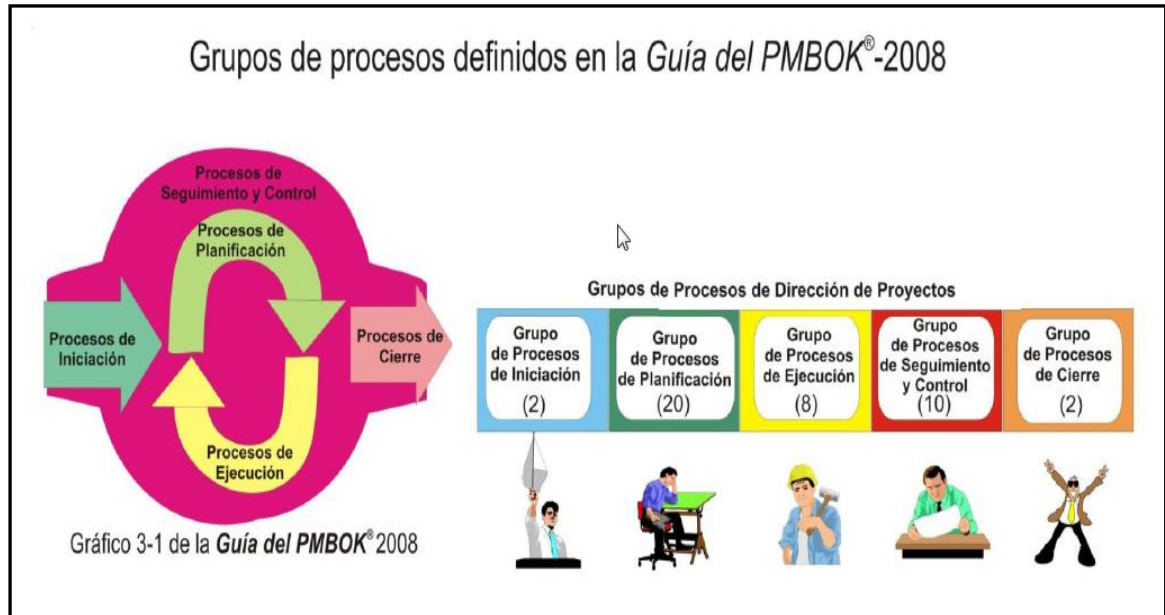 Grupos de procesos definidos en la Guía del PMBOK®-2008
Procesos de
Seguimiento y Control
Procesos de
Planificación
Procesos de
Iniciación
Procesos de
Cierre
Procesos de
Ejecución
Gráfico 3-1 de la Guía del PMBOK® 2008
Grupos de Procesos de Dirección de Proyectos
Grupo
de Procesos
de Iniciación
(2)
Grupo
de Procesos
de Planificación
(20)
Grupo
de Procesos
de Ejecución
(8)
Grupo
de Procesos
de Seguimiento
y Control
(10)
Grupo
de Procesos
de Cierre
(2)